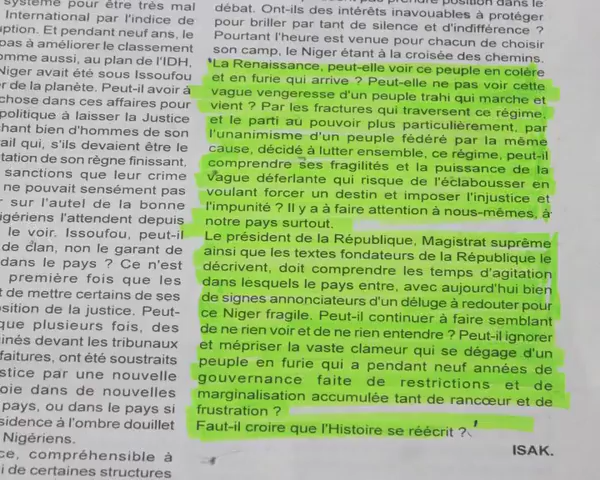 système pour être très mal
International par l'indice de
Et pendant neuf ans, le
pas à améliorer le classement
comme aussi, au plan de l'IDH,
Niger avait été sous Issoufou
de la planète. Peut-il avoir à
chose dans ces affaires pour
politique à laisser la Justice
bien d'hommes de son
qui, s'ils devaient être le
de son règne finissant.
sanctions que leur crime
ne pouvait sensément pas
sur l'autel de la bonne
l'attendent depuis
le voir. Issoufou, peut-il
de clan, non le garant de
dans le pays ? Ce n'est
première fois que les
de mettre certains de ses
de la justice. Peut-
que plusieurs fois, des
devant les tribunaux
ont été soustraits
par une nouvelle
dans de nouvelles
pays, ou dans le pays si
à l'ombre douillet
Nigériens.
compréhensible à
de certaines structures
prendre position dans le
débat. Ont-ils des intérêts inavouables à protéger
pour briller par tant de silence et d'indifférence ?
Pourtant l'heure est venue pour chacun de choisir
son camp, le Niger étant à la croisée des chemins.
La Renaissance, peut-elle voir ce peuple en colère
et en furie qui arrive ? Peut-elle ne pas voir cette
vague vengeresse d'un peuple trahi qui marche et
vient ? Par les fractures qui traversent ce régime,
et le parti au pouvoir plus particulièrement, par
l'unanimisme d'un peuple fédéré par la même
cause, décidé à lutter ensemble, ce régime, peut-il
comprendre ses fragilités et la puissance de la
vague déferlante qui risque de l'éclabousser en
voulant forcer un destin et imposer l'injustice et
l'impunité ? Il y a à faire attention à nous-mêmes, à
notre pays surtout.
Le président de la République, Magistrat suprême
ainsi que les textes fondateurs de la République le
décrivent, doit comprendre les temps d'agitation
dans lesquels le pays entre, avec aujourd'hui bien
de signes annonciateurs d'un déluge à redouter pour
ce Niger fragile. Peut-il continuer à faire semblant
de ne rien voir et de ne rien entendre ? Peut-il ignorer
et mépriser la vaste clameur qui se dégage d'un
peuple en furie qui a pendant neuf années de
gouvernance faite de restrictions et de
marginalisation accumulée tant de rancœur et de
frustration ?
Faut-il croire que l'Histoire se réécrit ?
ISAK.